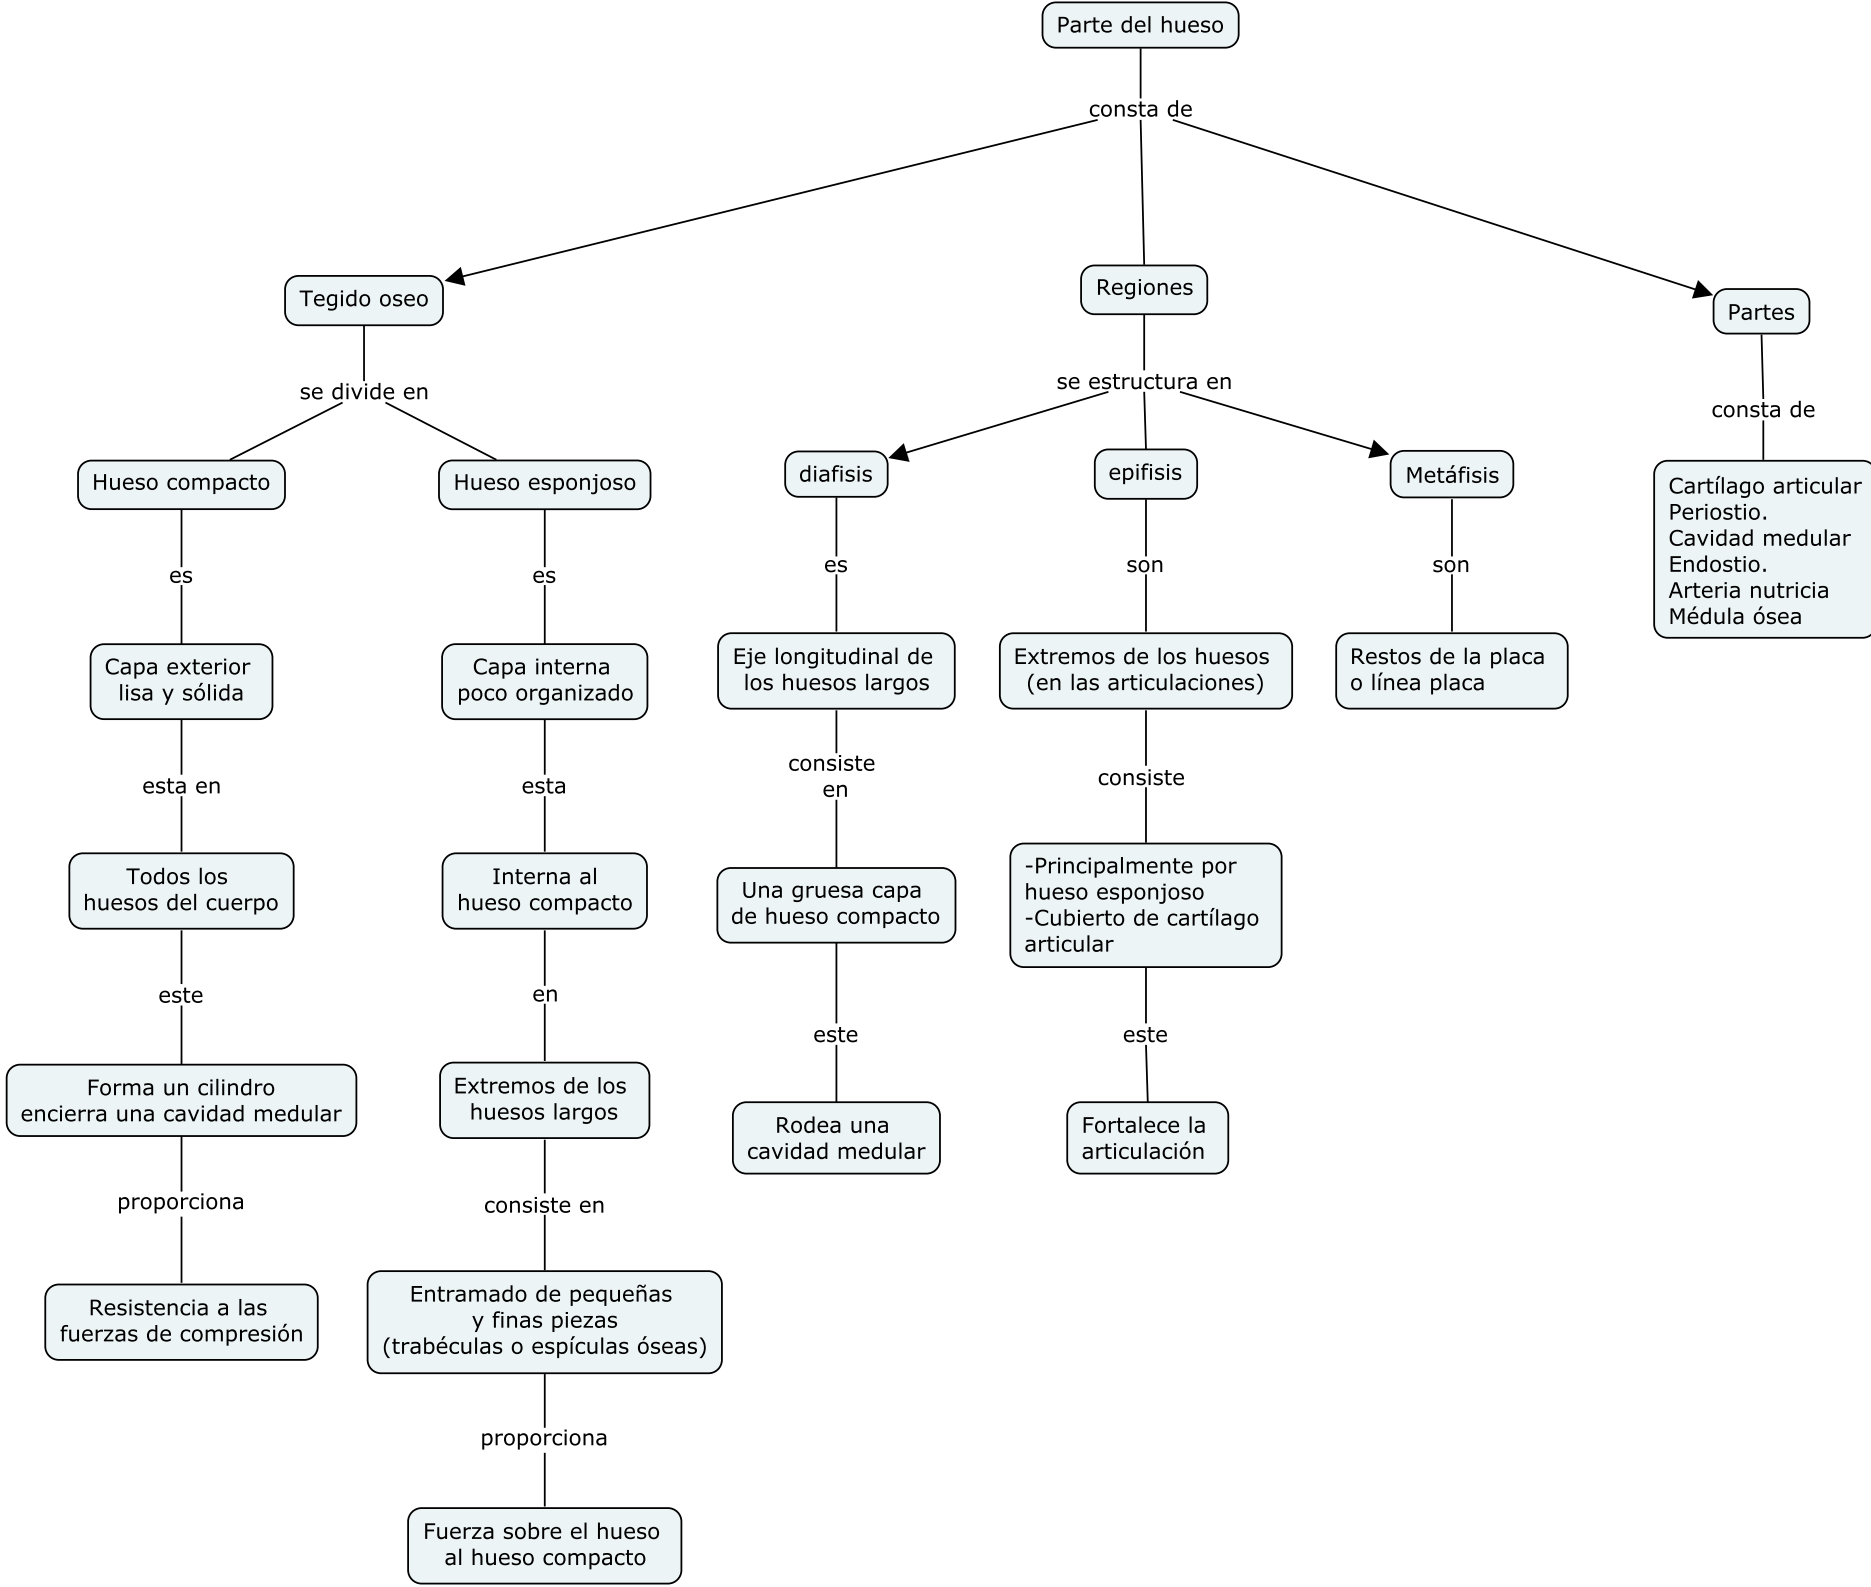 Parte del hueso
consta de
Tegido oseo
Regiones
Partes
se divide en
se estructura en
consta de
Hueso compacto
Hueso esponjoso
diafisis
epifisis
Metáfisis
Cartílago articular
Periostio.
Cavidad medular
Endostio.
Arteria nutricia
Médula ósea
es
es
es
son
son
Capa exterior
lisa y sólida
Capa interna
poco organizado
Eje longitudinal de
los huesos largos
Extremos de los huesos
(en las articulaciones)
Restos de la placa
o línea placa
esta en
esta
consiste
en
consiste
Todos los
huesos del cuerpo
Interna al
hueso compacto
Una gruesa capa
de hueso compacto
-Principalmente por
hueso esponjoso
-Cubierto de cartílago
articular
este
en
este
este
Forma un cilindro
encierra una cavidad medular
Extremos de los
huesos largos
Rodea una
cavidad medular
Fortalece la
articulación
proporciona
consiste en
Resistencia a las
fuerzas de compresión
Entramado de pequeñas
y finas piezas
(trabéculas o espículas óseas)
proporciona
Fuerza sobre el hueso
al hueso compacto